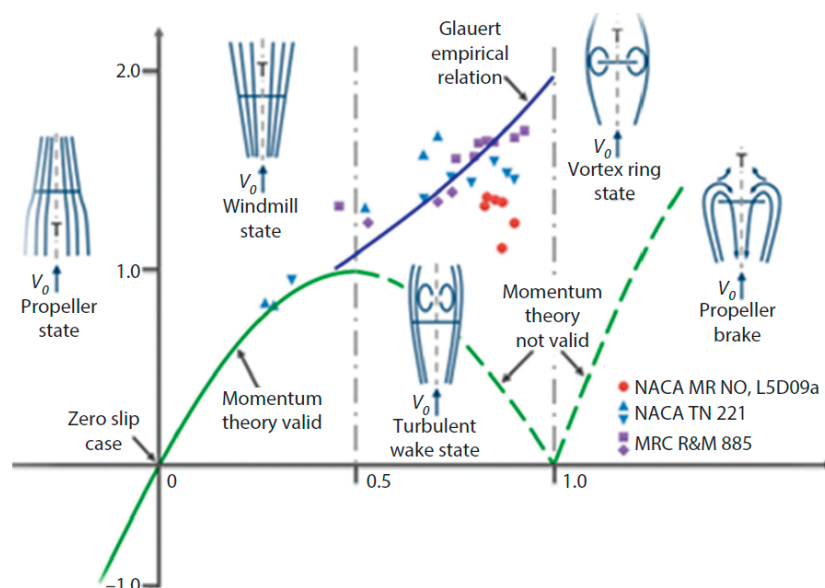 Glauert
empirical
relation
2.0
T
T
V0
Vortex ring
state
V0
Windmill
state
T
V0
Propeller
state
T
V0
Propeller
brake
1.0
Momentum
theory
not valid
Momentum
theory valid
V0
Turbulent
wake state
NACA MR NO, L5D09a
NACA TN 221
MRC R&M 885
Zero slip
case
0
0.5
1.0
–1.0